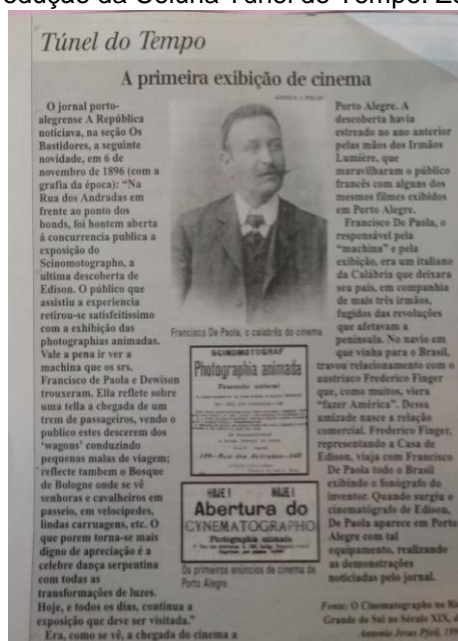 odução da Coluna Túnel do Tempo.
Túnel do Tempo
A primeira exibição de cinema
O jornal porto-
alegrense A República
noticiava, na seção Os
Bastidores, a seguinte
novidade, em 6 de
novembro de 1896 (com a
grafia da época): “Na
Rua dos Andradas em
frente ao ponto dos
bonds, foi hontem aberta
á concurrencia publica a
exposição do
Scinomotographo, a
ultima descoberta de
Edison. O público que
assistiu a experiencia
retirou-se satisfeitissimo
com a exhibição das
photographias animadas.
Vale a pena ir ver a
machina que os srs.
Francisco de Paola e Dewison
trouxeram. Ella reflete sobre
uma tella a chegada de um
trem de passageiros, vendo o
publico estes descerem dos
‘wagons’ conduzindo
pequenas malas de viagem;
reflecte tambem o Bosque
de Bologne onde se vê
senhoras e cavalheiros em
passeio, em velocipedes,
lindas carruagens, etc. O
que porem torna-se mais
digno de apreciação é a
celebre dança serpentina
com todas as
transformações de luzes.
Hoje, e todos os dias, continua a
exposição que deve ser visitada.”
Era, como se vê, a chegada do cinema a
Francisco De Paola, o calabrês do cinema
SCINOMOTOGRAF
Photographia animada
Tamanho natural
HOJE! HOJE!
Abertura do
CYNEMATOGRAPHO
Photographia animada
Os primeiros anúncios de cinema de
Porto Alegre
Porto Alegre. A
descoberta havia
estreado no ano anterior
pelas mãos dos Irmãos
Lumière, que
maravilharam o público
francês com alguns dos
mesmos filmes exibidos
em Porto Alegre.
Francisco De Paola, o
responsável pela
“machina” e pela
exibição, era um italiano
da Calábria que deixara
seu país, em companhia
de mais três irmãos,
fugidos das revoluções
que afetavam a
península. No navio em
que vinha para o Brasil,
travou relacionamento com o
austríaco Frederico Finger
que, como muitos, viera
“fazer América”. Dessa
amizade nasce a relação
comercial. Frederico Finger,
representando a Casa de
Edison, viaja com Francisco
De Paola todo o Brasil
exibindo o fonógrafo do
inventor. Quando surgiu o
cinematógrafo de Edison,
De Paola aparece em Porto
Alegre com tal
equipamento, realizando
as demonstrações
noticiadas pelo jornal.
Fonte: O Cinematographo no Rio
Grande do Sul no Século XIX, d
Antonio Jesus Pfeil, 199